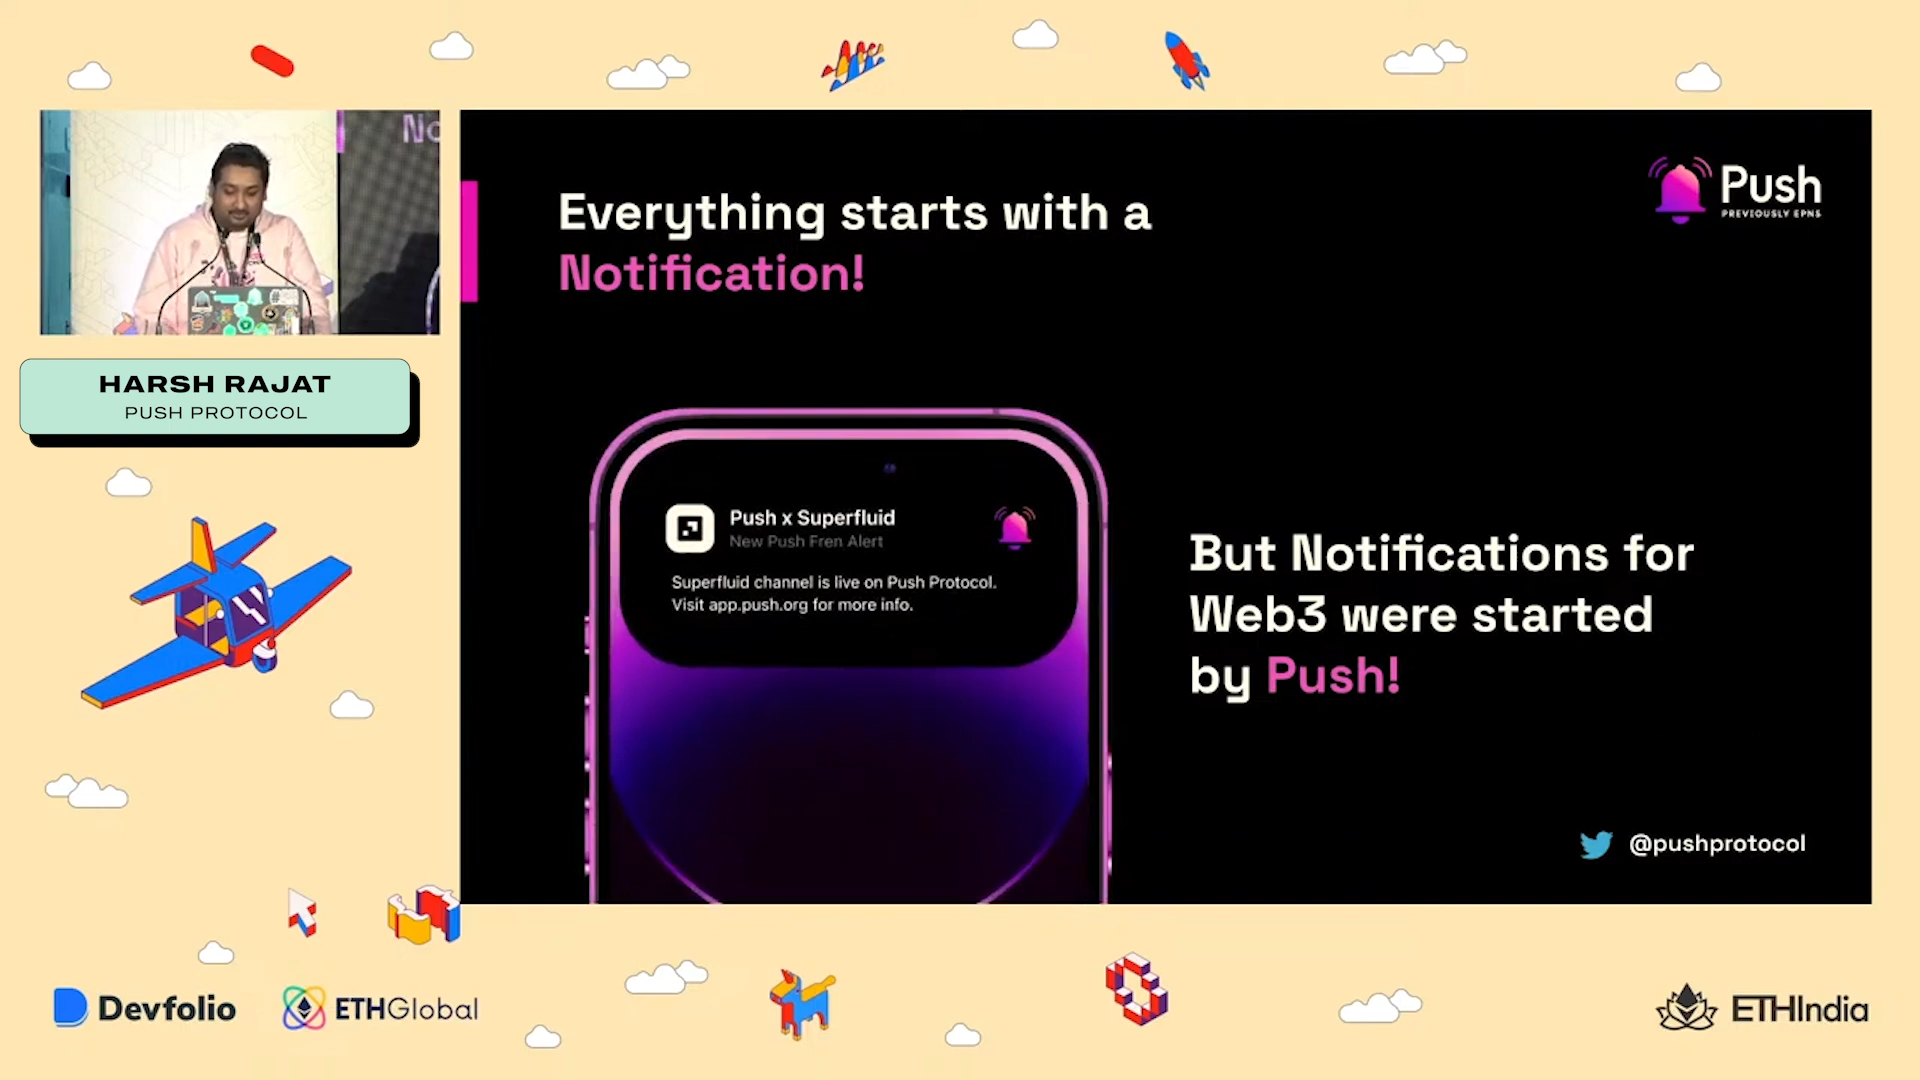 No
HARSH RAJAT
PUSH PROTOCOL
Everything starts with a
Notification!
Push
PREVIOUSLY EPNS
Push x Superfluid
New Push Fren Alert
Superfluid channel is live on Push Protocol.
Visit app.push.org for more info.
But Notifications for
Web3 were started
by Push!
@pushprotocol
Devfolio
ETHGlobal
ETHIndia